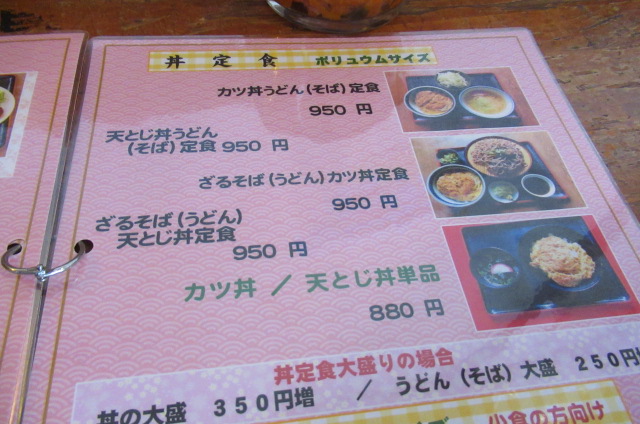 丼 定 食 ボリュウムサイズ
カツ丼うどん(そば)定食
950 円
天とじ丼うどん
(そば)定食 950 円
ざるそば(うどん)カツ丼定食
950 円
ざるそば(うどん)
天とじ丼定食
950 円
カツ丼 / 天とじ丼単品
880 円
丼定食大盛りの場合
丼の大盛 350円増 / うどん(そば)大盛 250円増
ズ 小食の方向け